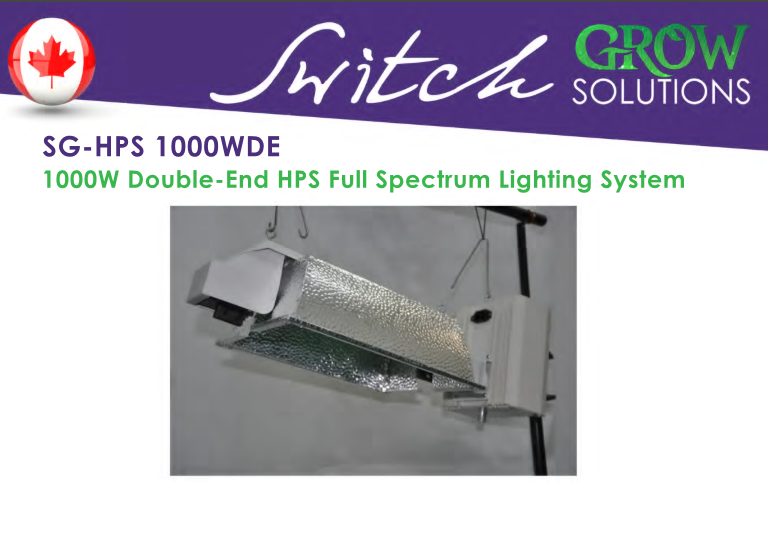 Switch GROW
SOLUTIONS
SG-HPS 1000WDE
1000W Double-End HPS Full Spectrum Lighting System